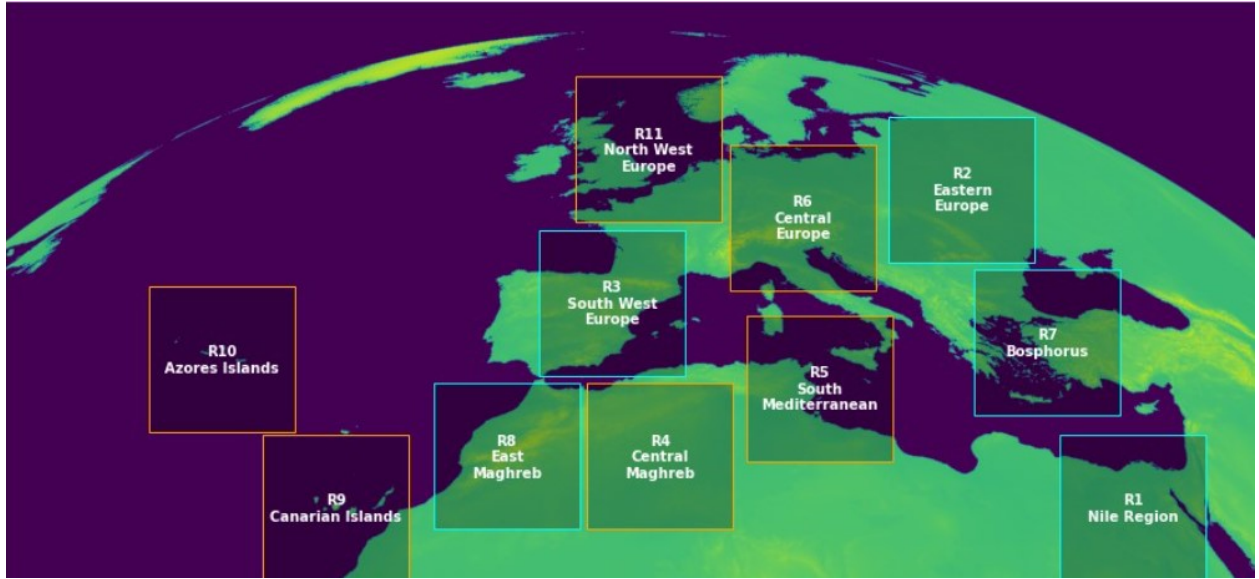 R11
North West
Europe
R2
Eastern
Europe
R6
Central
Europe
R3
South West
Europe
R10
Azores Islands
R7
Bosphorus
R5
South
Mediterranean
R8
East
Maghreb
R4
Central
Maghreb
R9
Canarian Islands
R1
Nile Region